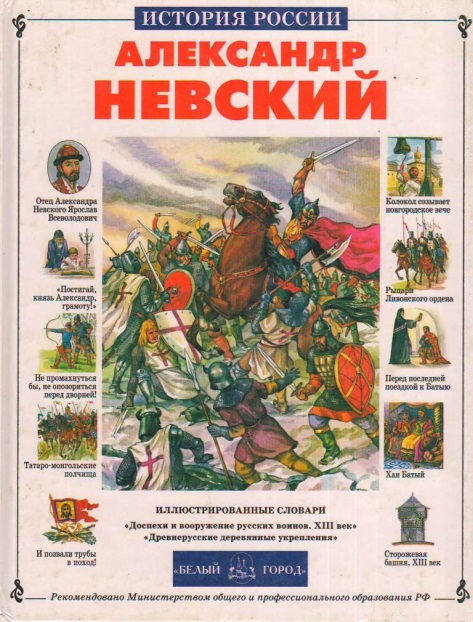 ИСТОРИЯ РОССИИ
АЛЕКСАНДР
НЕВСКИЙ
Отец Александра
Невского Ярослав
Всеволодович
«Постигай,
князь Александр,
грамоту!»
Не промахнуться
бы, не опозориться
перед дворней!
Татаро-монгольские
полчища
И позвали трубы
в поход!
Колокол созывает
новгородское вече
Рыцари
Ливонского ордена
Перед последней
поездкой к Батыю
Хан Батый
Сторожевая
башня, XIII век
ИЛЛЮСТРИРОВАННЫЕ СЛОВАРИ
«Доспехи и вооружение русских воинов. XIII век»
«Древнерусские деревянные укрепления»
«БЕЛЫЙ ГОРОД»
Рекомендовано Министерством общего и профессионального образования РФ